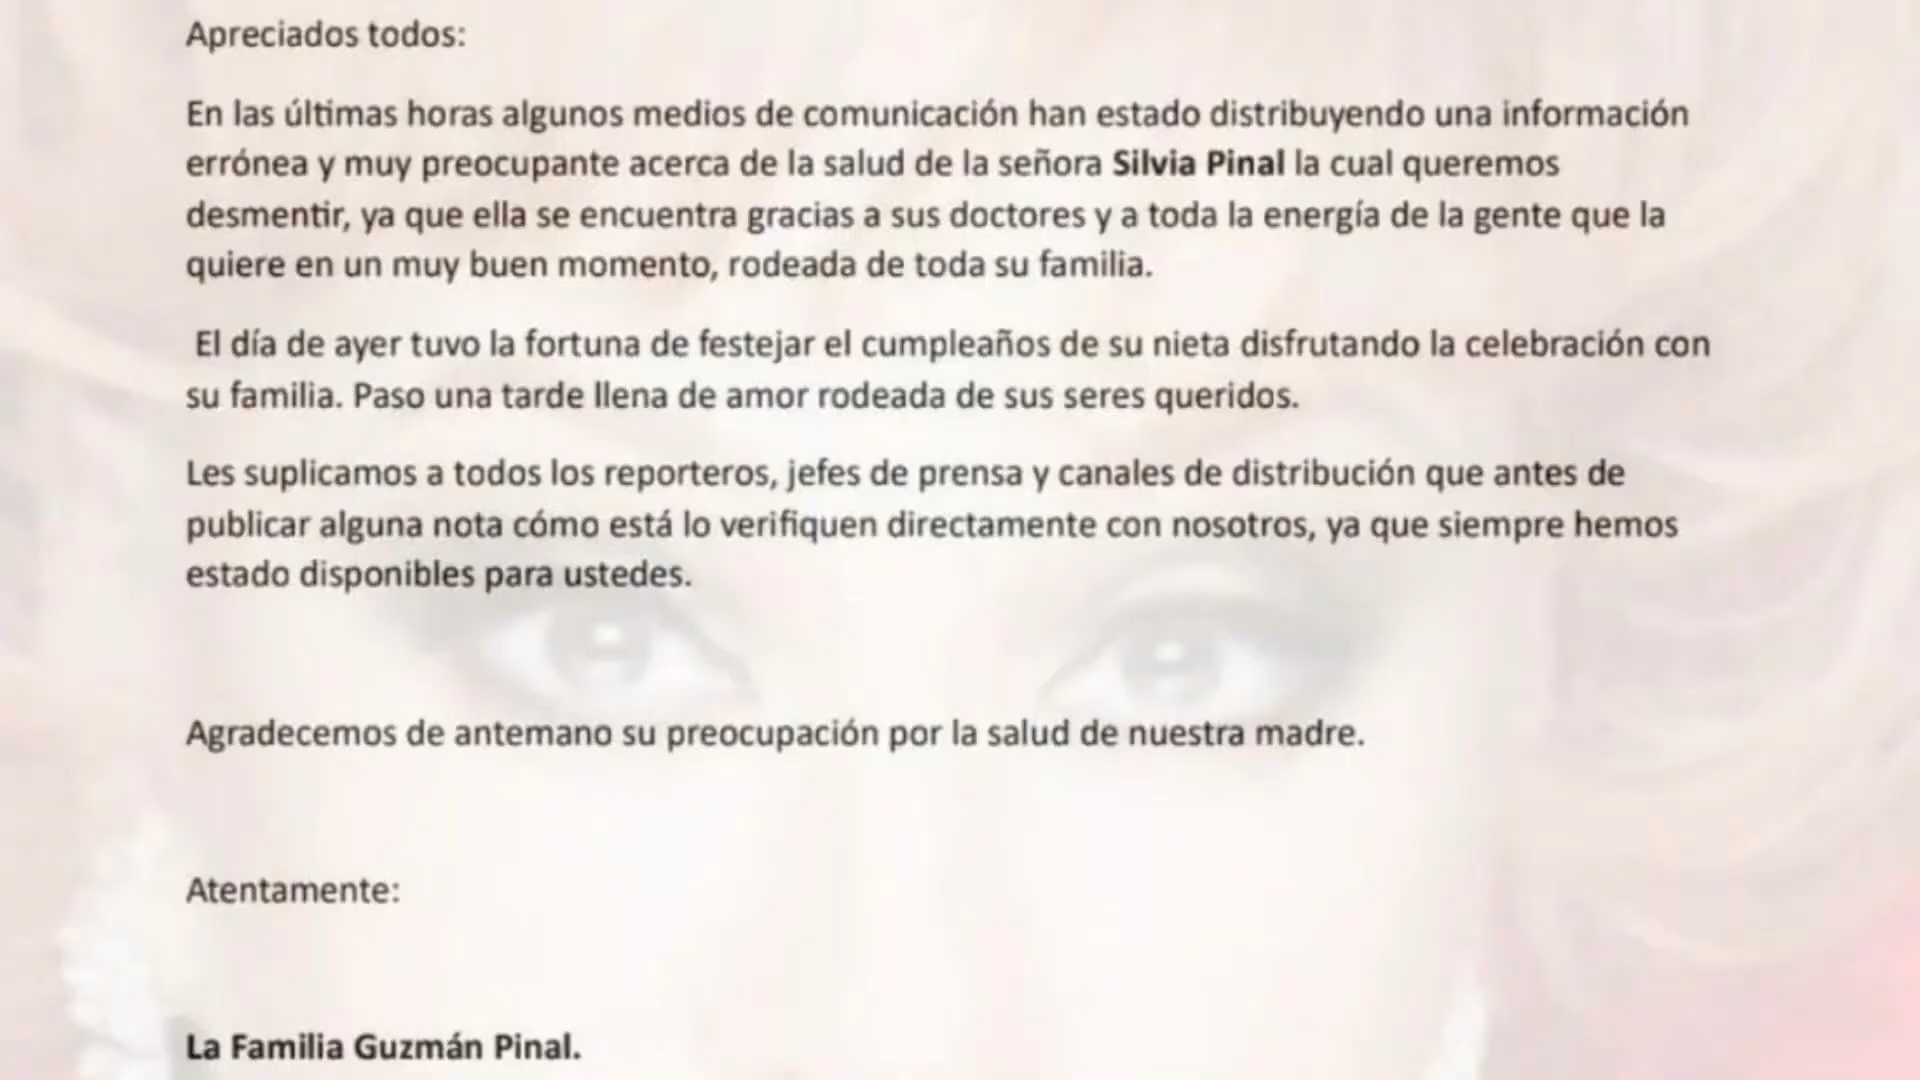 Apreciados todos:
En las últimas horas algunos medios de comunicación han estado distribuyendo una información
errónea y muy preocupante acerca de la salud de la señora Silvia Pinal la cual queremos
desmentir, ya que ella se encuentra gracias a sus doctores y a toda la energía de la gente que la
quiere en un muy buen momento, rodeada de toda su familia.
El día de ayer tuvo la fortuna de festejar el cumpleaños de su nieta disfrutando la celebración con
su familia. Paso una tarde llena de amor rodeada de sus seres queridos.
Les suplicamos a todos los reporteros, jefes de prensa y canales de distribución que antes de
publicar alguna nota cómo está lo verifiquen directamente con nosotros, ya que siempre hemos
estado disponibles para ustedes.
Agradecemos de antemano su preocupación por la salud de nuestra madre.
Atentamente:
La Familia Guzmán Pinal.